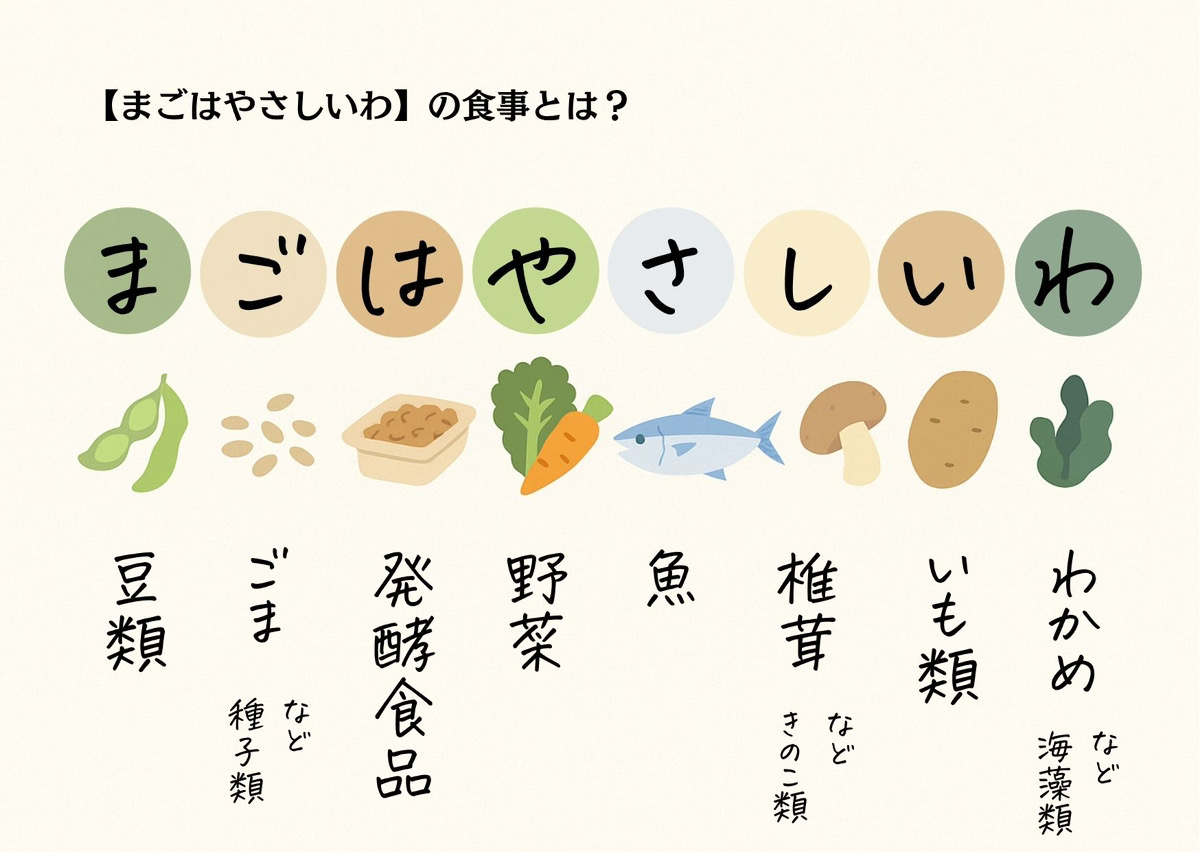 【まごはやさしいわ】の食事とは？
まごはやさしいわ
豆類
ごま
など
種子類
発酵食品
野菜
魚
椎茸
など
きのこ類
いも類
わかめ
など
海藻類